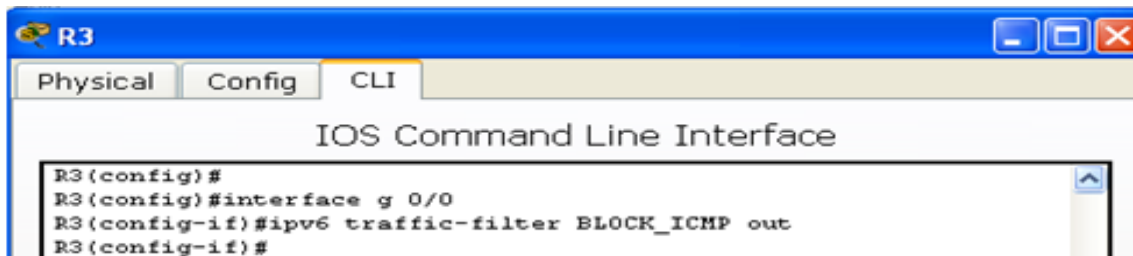 R3
Physical Config CLI
IOS Command Line Interface
R3(config)#
R3(config)#interface g 0/0
R3(config-if)#ipv6 traffic-filter BLOCK_ICMP out
R3(config-if)#